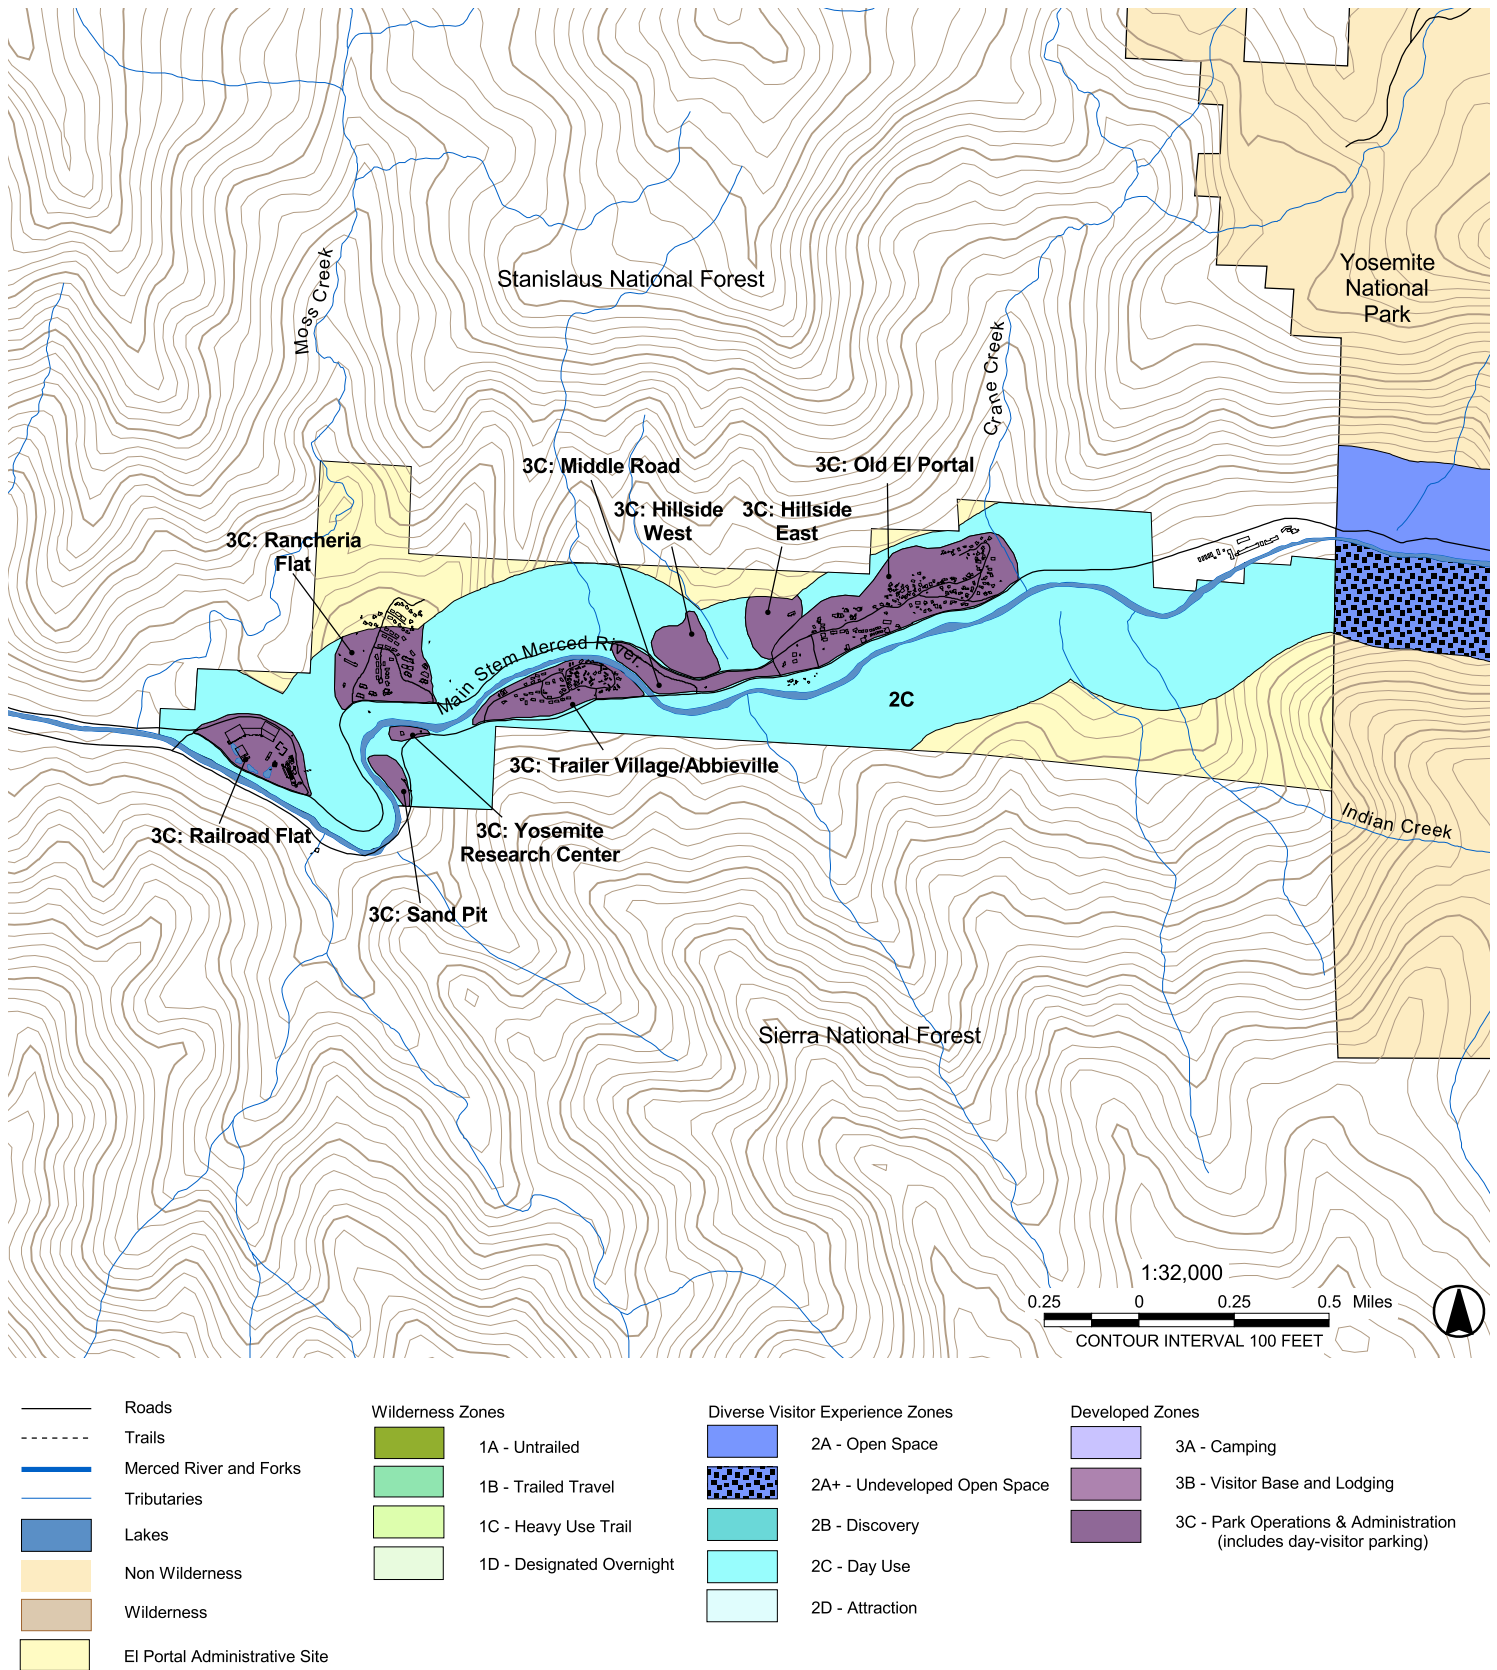 Stanislaus National Forest
Yosemite
National
Park
Moss Creek
Crane Creek
3C: Middle Road
3C: Old El Portal
3C: Hillside
West
3C: Hillside
East
3C: Rancheria
Flat
Main Stem Merced River
2C
3C: Trailer Village/Abbieville
3C: Railroad Flat
3C: Yosemite
Research Center
Indian Creek
3C: Sand Pit
Sierra National Forest
1:32,000
0.25 0 0.25 0.5 Miles
CONTOUR INTERVAL 100 FEET
Roads
Trails
Merced River and Forks
Tributaries
Lakes
Non Wilderness
Wilderness
El Portal Administrative Site
Wilderness Zones
1A - Untrailed
1B - Trailed Travel
1C - Heavy Use Trail
1D - Designated Overnight
Diverse Visitor Experience Zones
2A - Open Space
2A+ - Undeveloped Open Space
2B - Discovery
2C - Day Use
2D - Attraction
Developed Zones
3A - Camping
3B - Visitor Base and Lodging
3C - Park Operations & Administration
(includes day-visitor parking)